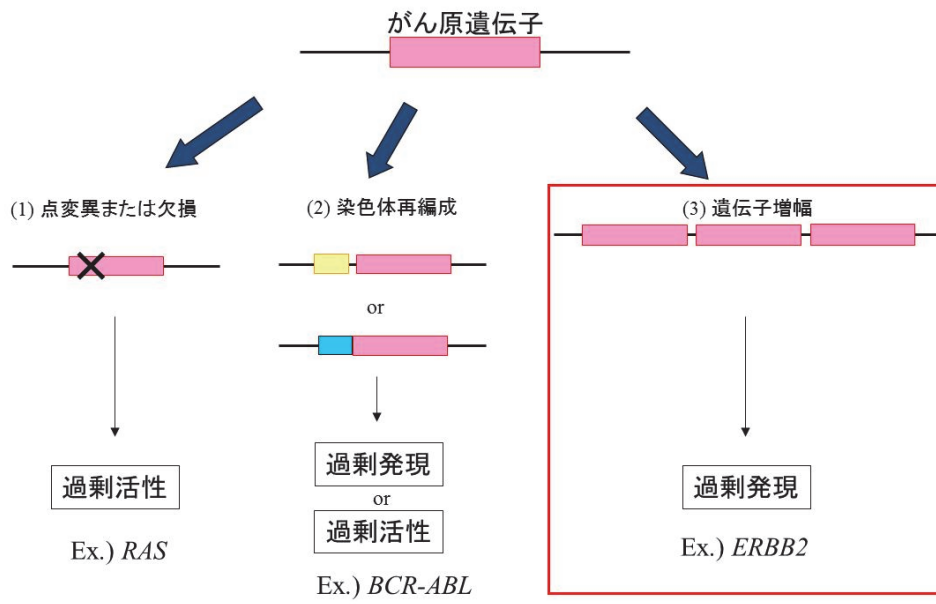 がん原遺伝子
(1) 点変異または欠損
過剰活性
Ex.) RAS
(2) 染色体再編成
or
過剰発現
or
過剰活性
Ex.) BCR-ABL
(3) 遺伝子増幅
過剰発現
Ex.) ERBB2